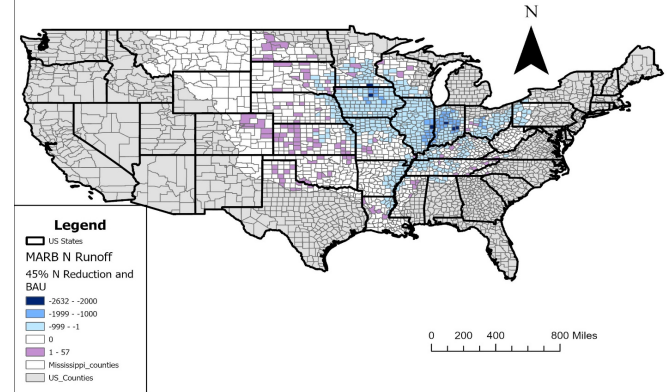 N
Legend
US States
MARB N Runoff
45% N Reduction and
BAU
-2632 - -2000
-1999 - -1000
-999 - -1
0
1 - 57
Mississippi_counties
US_Counties
0 200 400 800 Miles